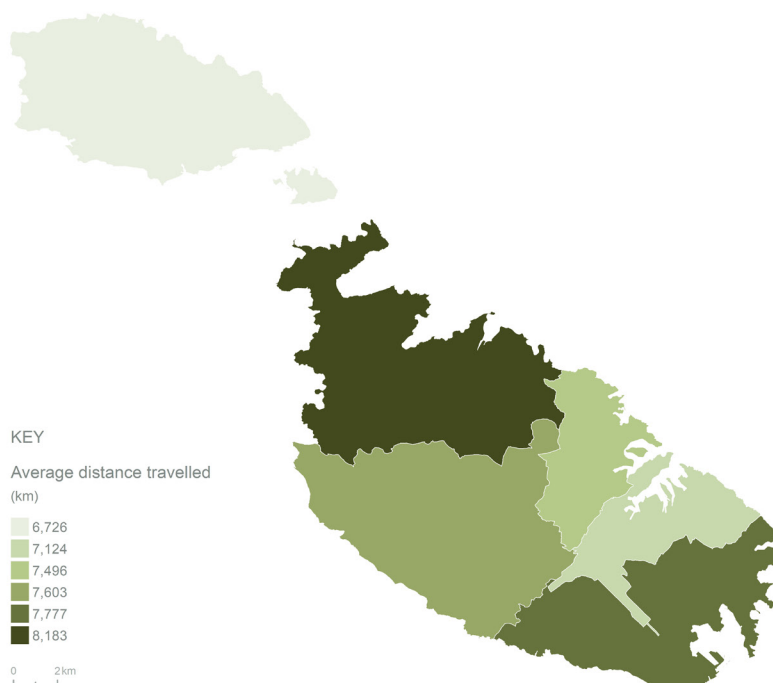 KEY
Average distance travelled
(km)
6,726
7,124
7,496
7,603
7,777
8,183
0 2km